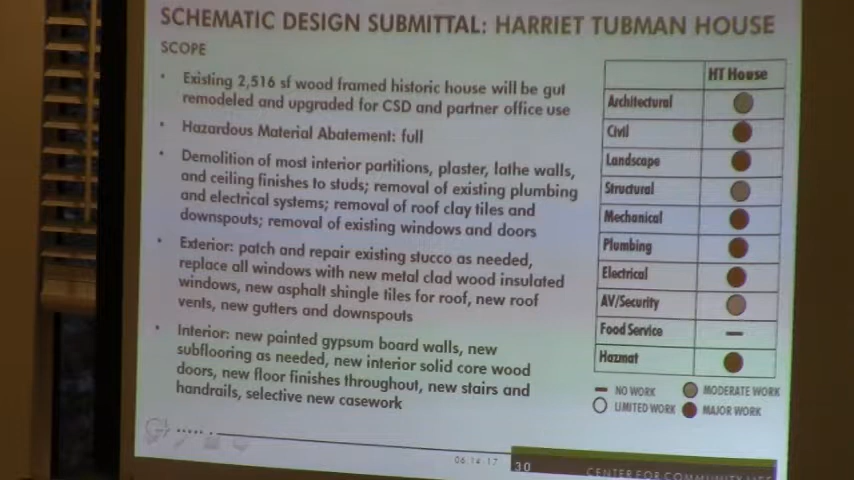 SCHEMATIC DESIGN SUBMITTAL: HARRIET TUBMAN HOUSE
SCOPE
• Existing 2,516 sf wood framed historic house will be gut
remodeled and upgraded for CSD and partner office use
• Hazardous Material Abatement: full
• Demolition of most interior partitions, plaster, lathe walls,
and ceiling finishes to studs; removal of existing plumbing
and electrical systems; removal of roof clay tiles and
downspouts; removal of existing windows and doors
• Exterior: patch and repair existing stucco as needed,
replace all windows with new metal clad wood insulated
windows, new asphalt shingle tiles for roof, new roof
vents, new gutters and downspouts
• Interior: new painted gypsum board walls, new
subflooring as needed, new interior solid core wood
doors, new floor finishes throughout, new stairs and
handrails, selective new casework
HT House
Architectural
Civil
Landscape
Structural
Mechanical
Plumbing
Electrical
AV/Security
Food Service
Hazmat
NO WORK
MODERATE WORK
LIMITED WORK
MAJOR WORK
06-14-17
30
CENTER FOR COMMUNITY LIFE